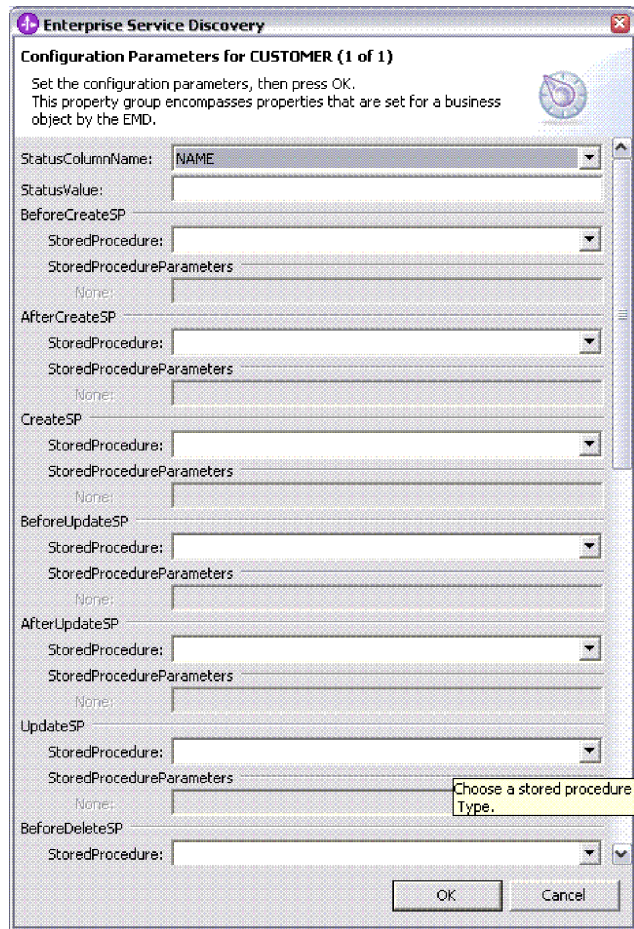 Enterprise Service Discovery
Configuration Parameters for CUSTOMER (1 of 1)
Set the configuration parameters, then press OK.
This property group encompasses properties that are set for a business
object by the EMD.
StatusColumnName: NAME
StatusValue:
BeforeCreateSP
StoredProcedure:
StoredProcedureParameters
None:
AfterCreateSP
StoredProcedure:
StoredProcedureParameters
None:
CreateSP
StoredProcedure:
StoredProcedureParameters
None:
BeforeUpdateSP
StoredProcedure:
StoredProcedureParameters
None:
AfterUpdateSP
StoredProcedure:
StoredProcedureParameters
None:
UpdateSP
StoredProcedure:
StoredProcedureParameters
Choose a stored procedure
Type.
None:
BeforeDeleteSP
StoredProcedure:
OK Cancel